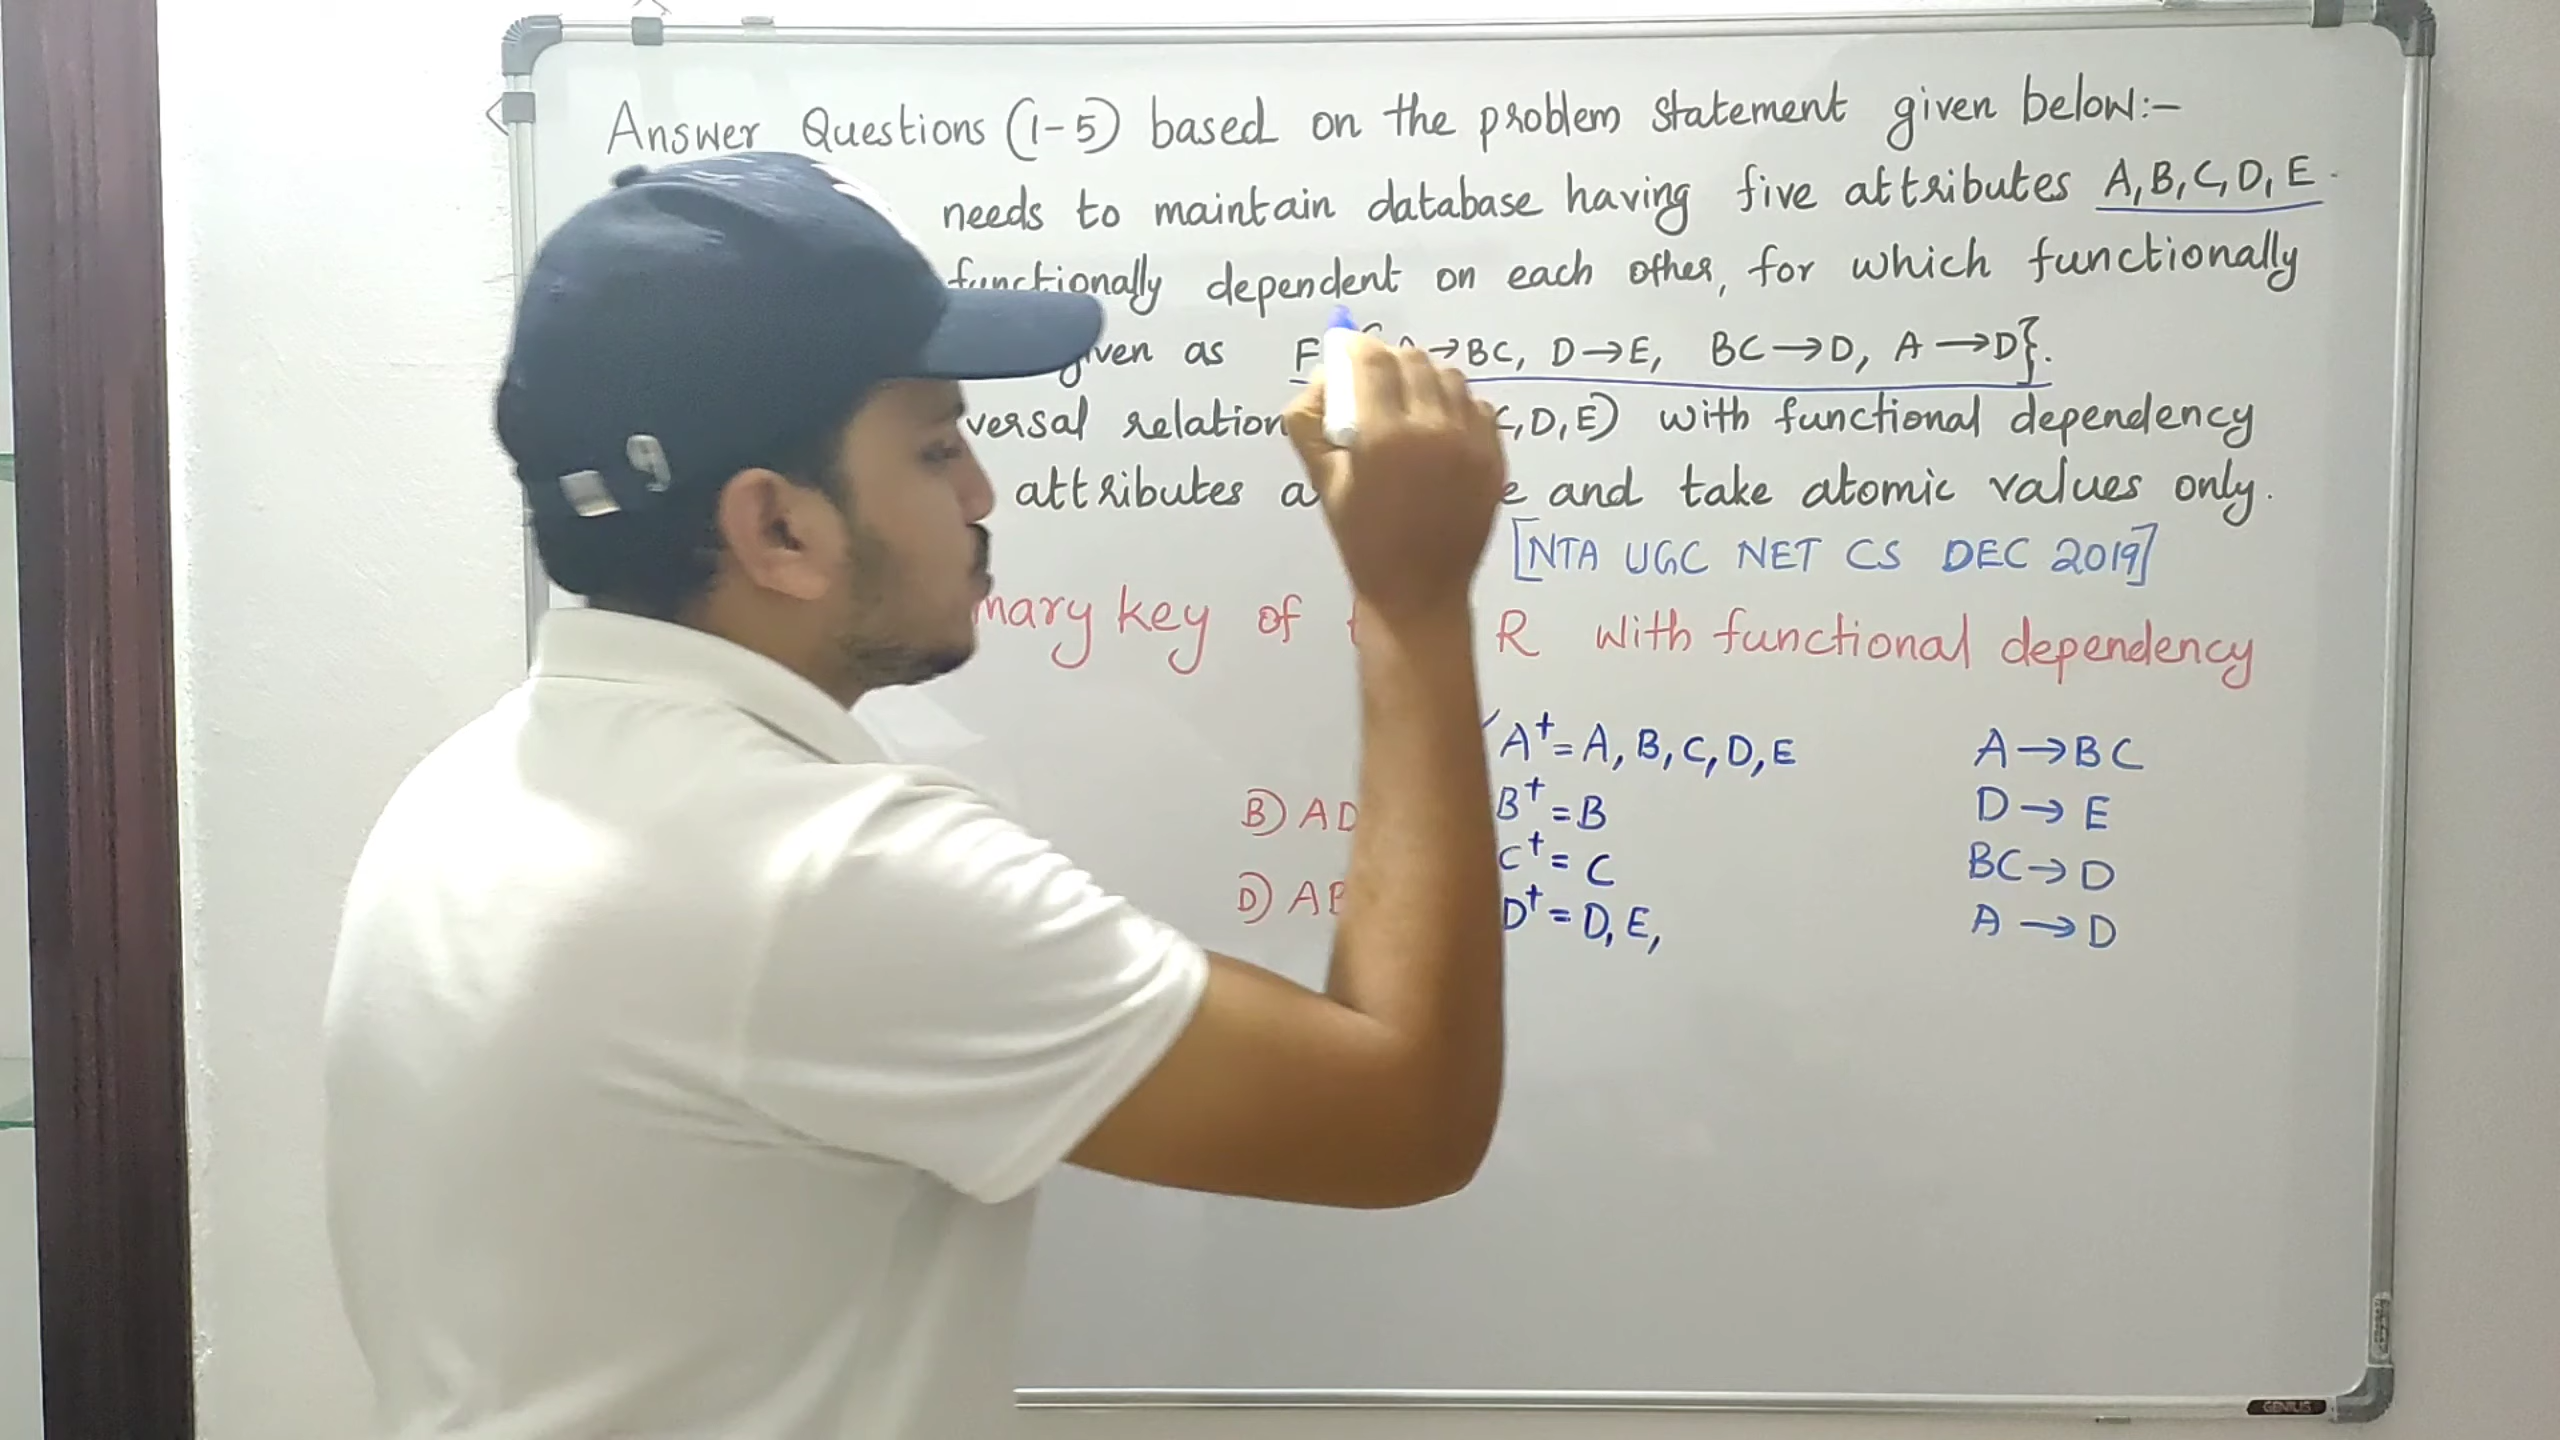 Answer Questions (1-5) based on the problem statement given below:-
needs to maintain database having five attributes A,B,C,D,E.
functionally dependent on each other, for which functionally
given as F →BC, D→E, BC→D, A→D}.
versal relation C,D,E) with functional dependency
attributes and take atomic values only.
[NTA UGC NET CS DEC 2019]
mary key of R with functional dependency
A⁺=A, B, C, D, E
A→BC
B) AD
B⁺=B
D→E
C⁺=C
BC→D
D) AB
D⁺=D, E,
A→D
9
GENIUS